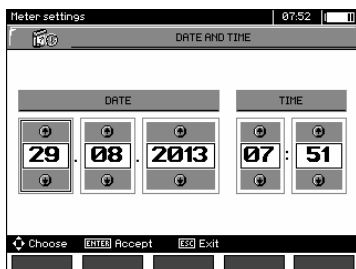 Meter settings 07:52
DATE AND TIME
DATE TIME
29 . 08 . 2013 07 : 51
Choose ENTER Accept ESC Exit